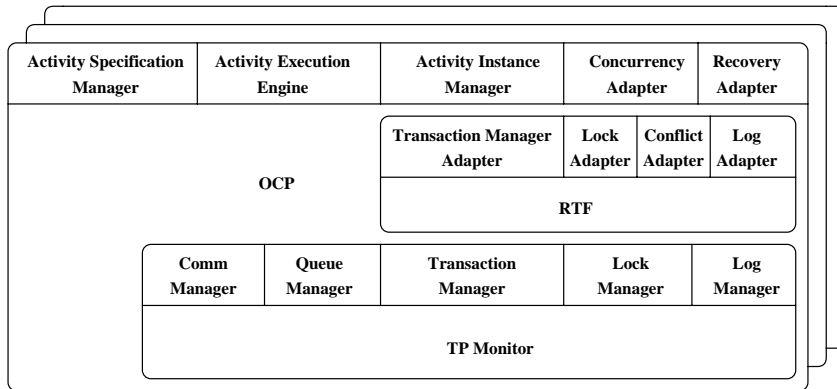 Activity Specification Activity Execution Activity Instance Concurrency Recovery
Manager Engine Manager Adapter Adapter
Transaction Manager Lock Conflict Log
Adapter Adapter Adapter Adapter
OCP
RTF
Comm Queue Transaction Lock Log
Manager Manager Manager Manager Manager
TP Monitor